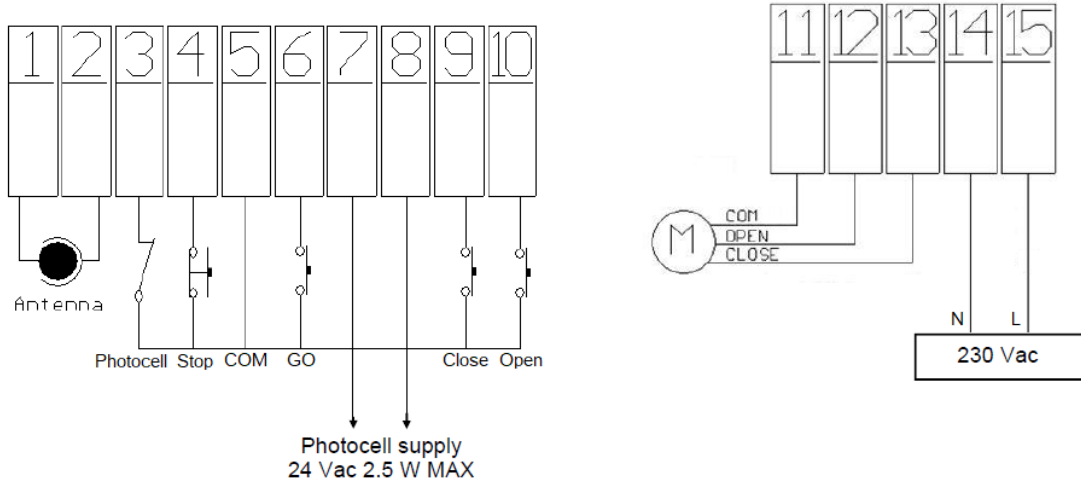 1 2 3 4 5 6 7 8 9 10
11 12 13 14 15
Antenna
Photocell Stop COM GO Close Open
Photocell supply
24 Vac 2.5 W MAX
M
COM
OPEN
CLOSE
N L
230 Vac